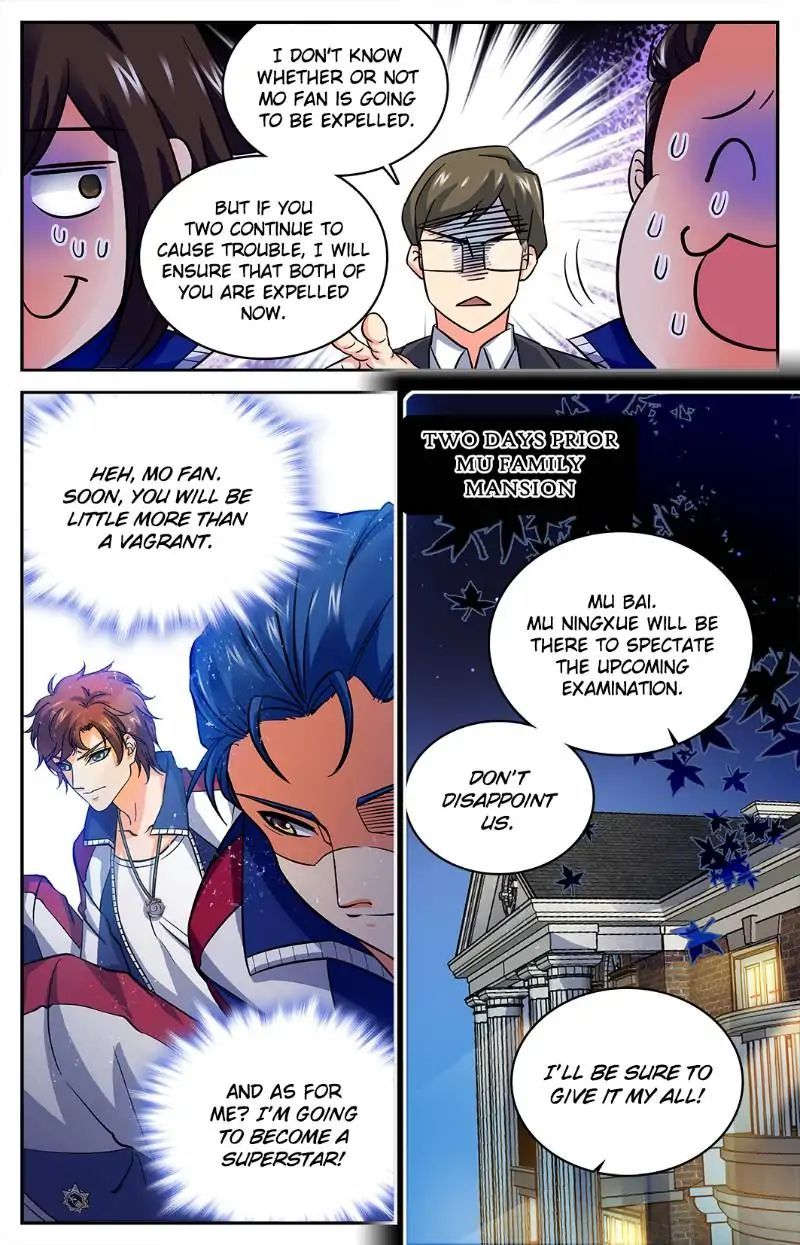 I DON'T KNOW
WHETHER OR NOT
MO FAN IS GOING
TO BE EXPELLED.
BUT IF YOU
TWO CONTINUE TO
CAUSE TROUBLE, I WILL
ENSURE THAT BOTH OF
YOU ARE EXPELLED
NOW.
HEH, MO FAN.
SOON, YOU WILL BE
LITTLE MORE THAN
A VAGRANT.
AND AS FOR
ME? I'M GOING
TO BECOME A
SUPERSTAR!
TWO DAYS PRIOR
MU FAMILY
MANSION
MU BAI.
MU NINGXUE WILL BE
THERE TO SPECTATE
THE UPCOMING
EXAMINATION.
DON'T
DISAPPOINT
US.
I'LL BE SURE TO
GIVE IT MY ALL!